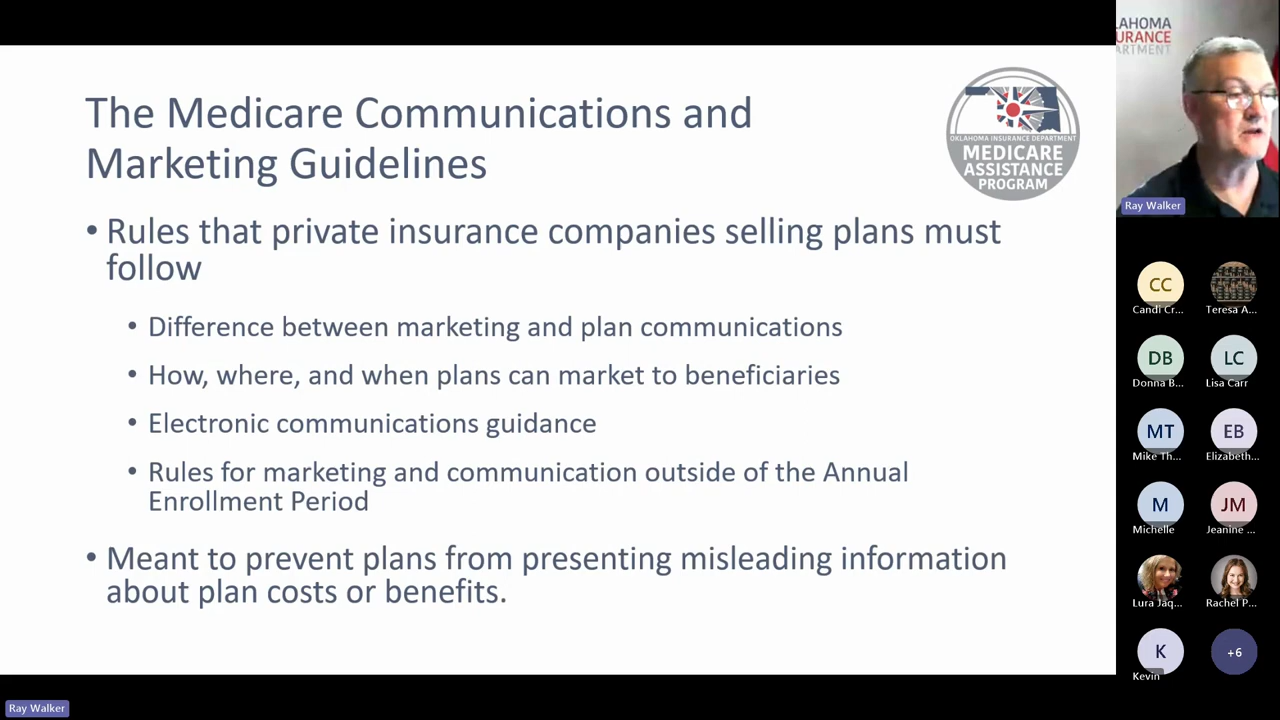 The Medicare Communications and
Marketing Guidelines
• Rules that private insurance companies selling plans must
follow
• Difference between marketing and plan communications
• How, where, and when plans can market to beneficiaries
• Electronic communications guidance
• Rules for marketing and communication outside of the Annual
Enrollment Period
• Meant to prevent plans from presenting misleading information
about plan costs or benefits.
OKLAHOMA INSURANCE DEPARTMENT
MEDICARE
ASSISTANCE
PROGRAM
LAHOMA
URANCE
PARTMENT
Ray Walker
CC
Candi Cr...
Teresa A...
DB
Donna B...
LC
Lisa Carr
MT
Mike Th...
EB
Elizabeth...
M
Michelle
JM
Jeanine ...
Lura Jaq...
Rachel P...
K
Kevin
+6
Ray Walker